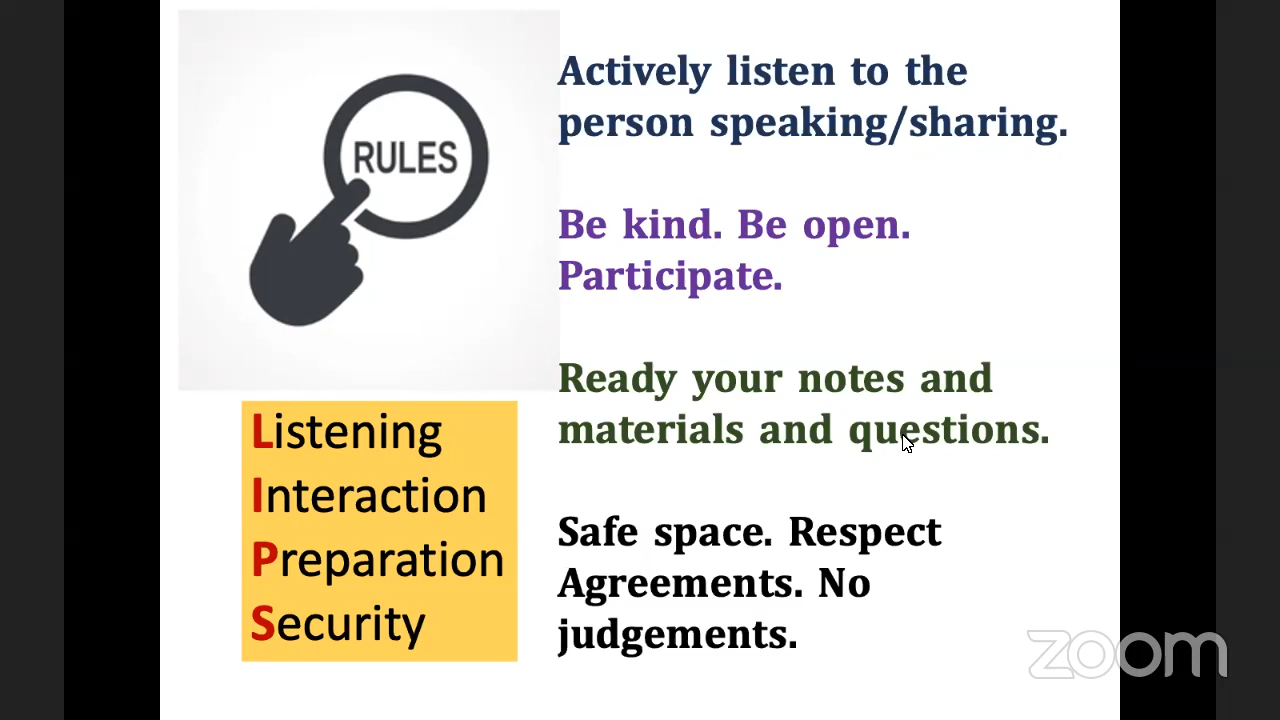 RULES
Listening
Interaction
Preparation
Security
Actively listen to the
person speaking/sharing.
Be kind. Be open.
Participate.
Ready your notes and
materials and questions.
Safe space. Respect
Agreements. No
judgements.
zoom